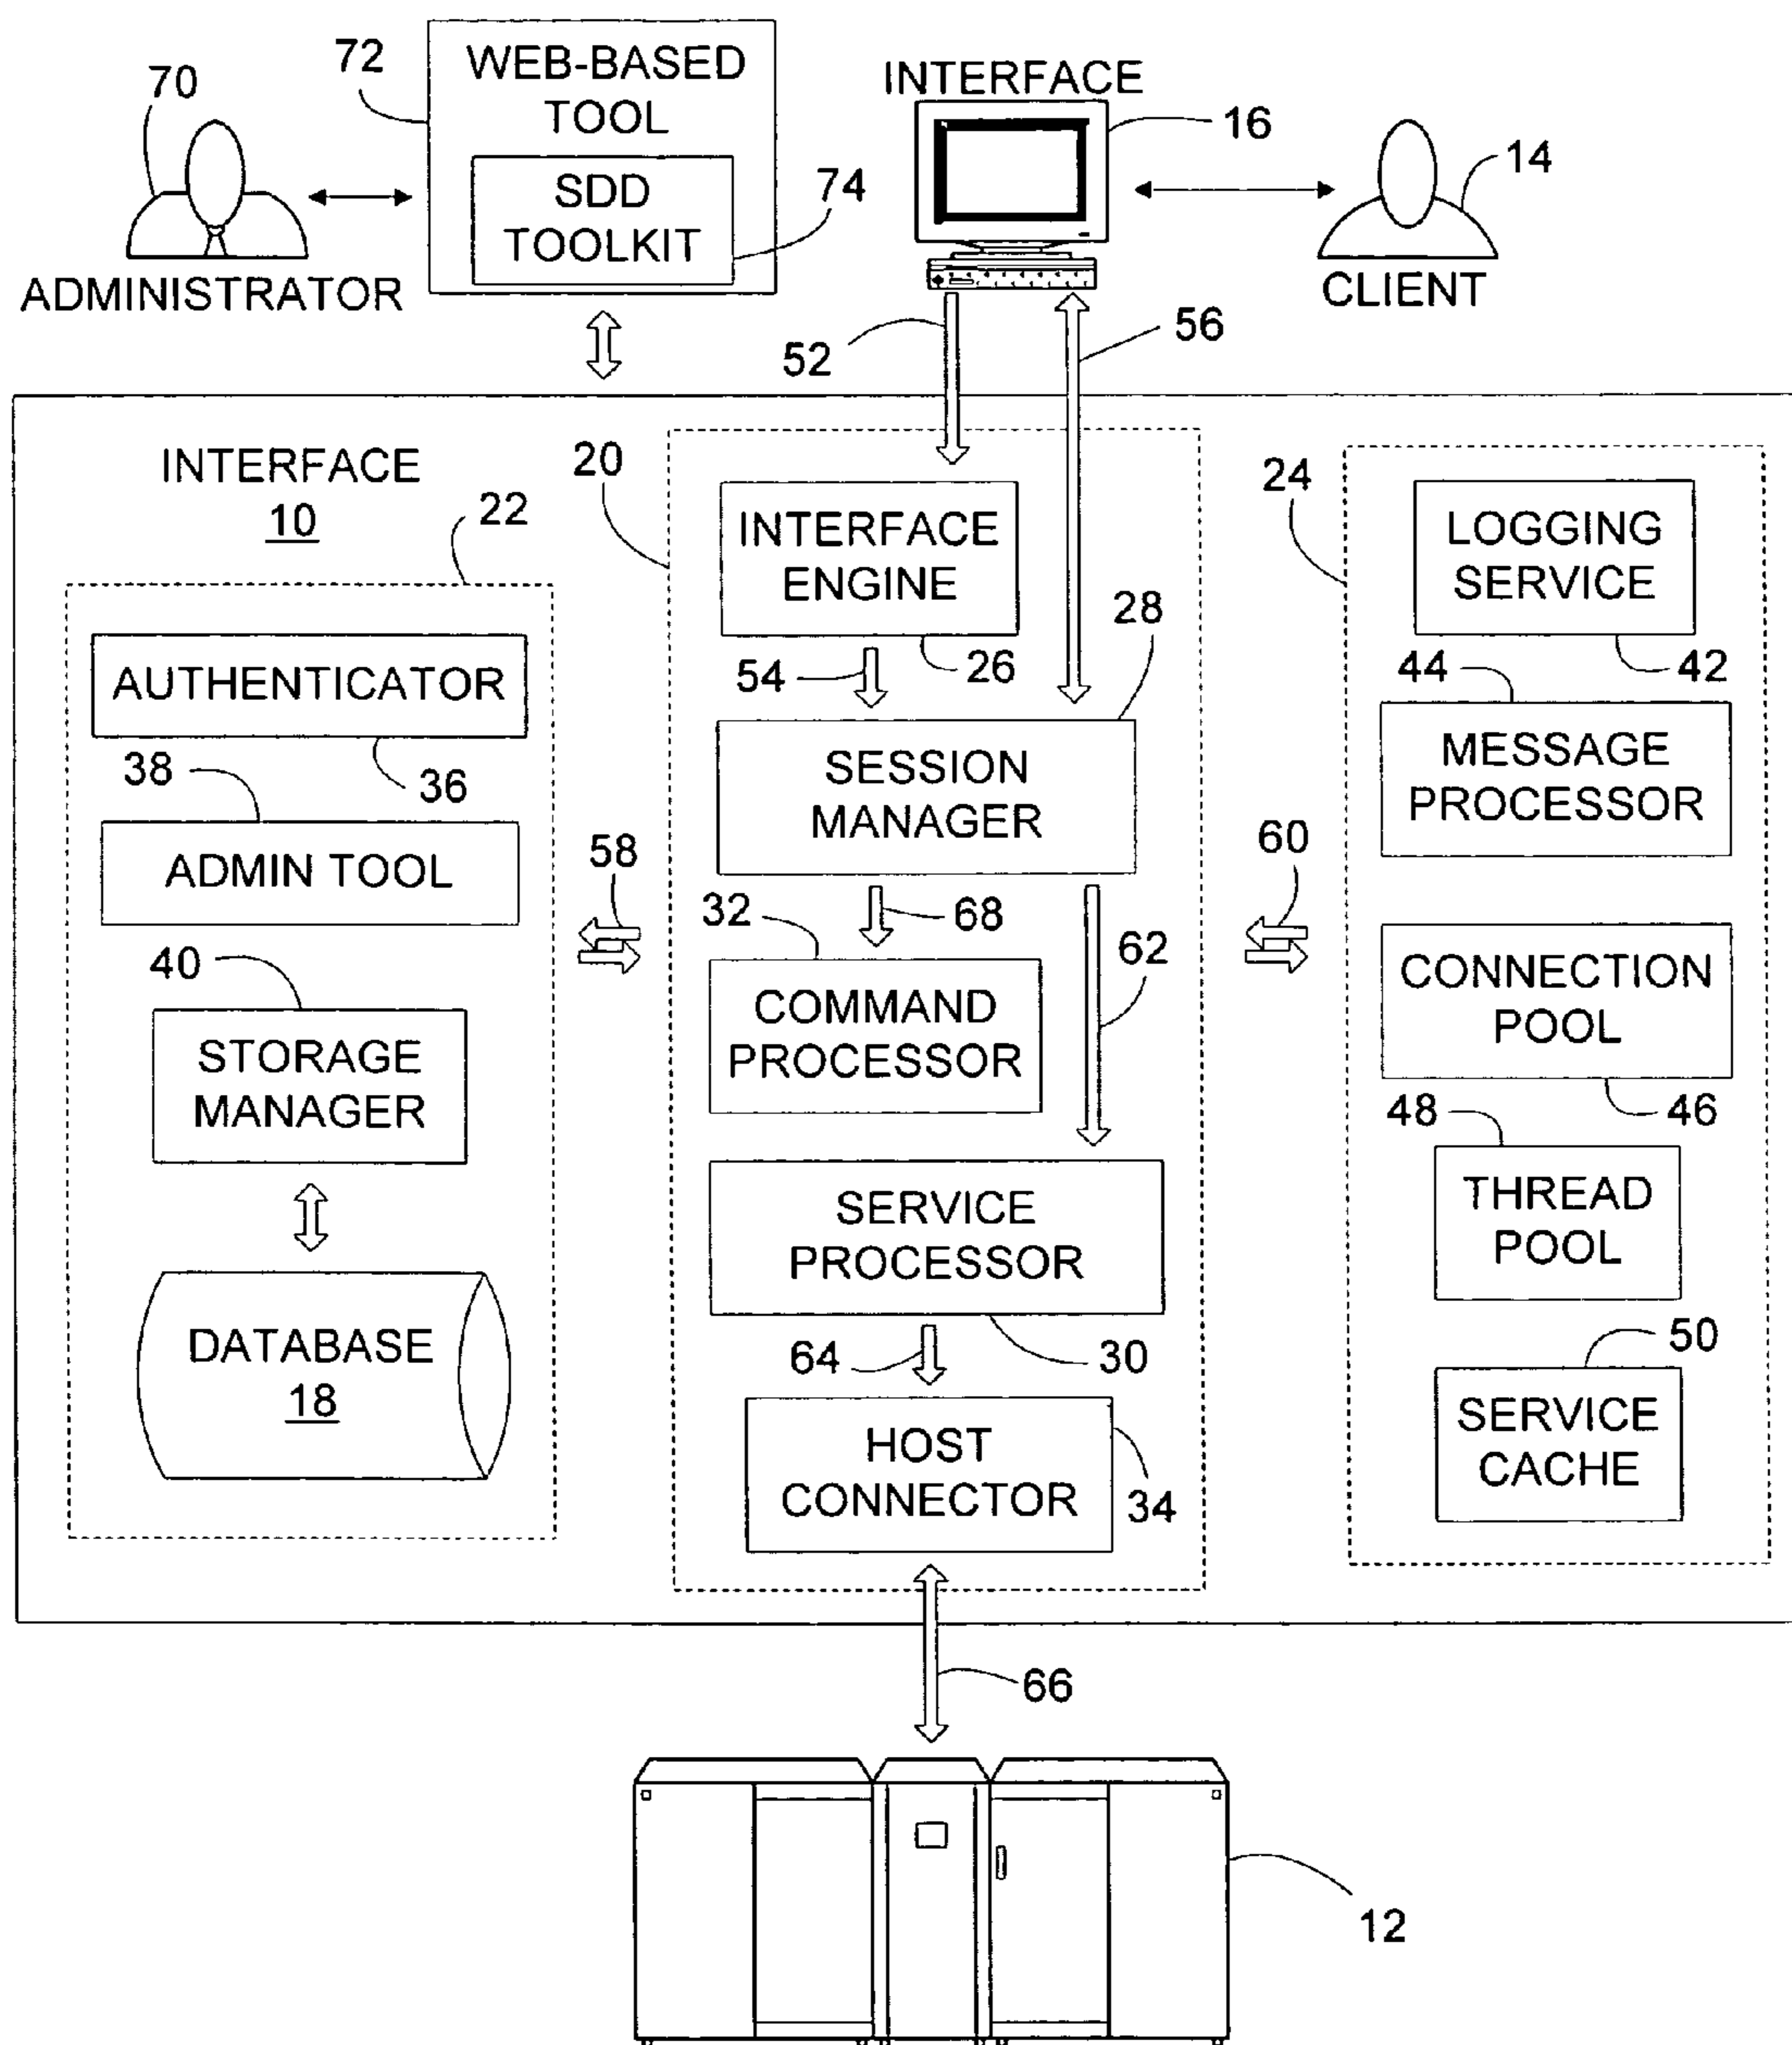 70
ADMINISTRATOR
72
WEB-BASED
TOOL
SDD
TOOLKIT
74
INTERFACE
16
14
CLIENT
52
56
INTERFACE
10
22
AUTHENTICATOR
36
38
ADMIN TOOL
40
STORAGE
MANAGER
DATABASE
18
58
20
INTERFACE
ENGINE
26
54
28
SESSION
MANAGER
68
62
32
COMMAND
PROCESSOR
SERVICE
PROCESSOR
30
64
HOST
CONNECTOR
34
60
24
LOGGING
SERVICE
42
44
MESSAGE
PROCESSOR
CONNECTION
POOL
46
48
THREAD
POOL
50
SERVICE
CACHE
66
12